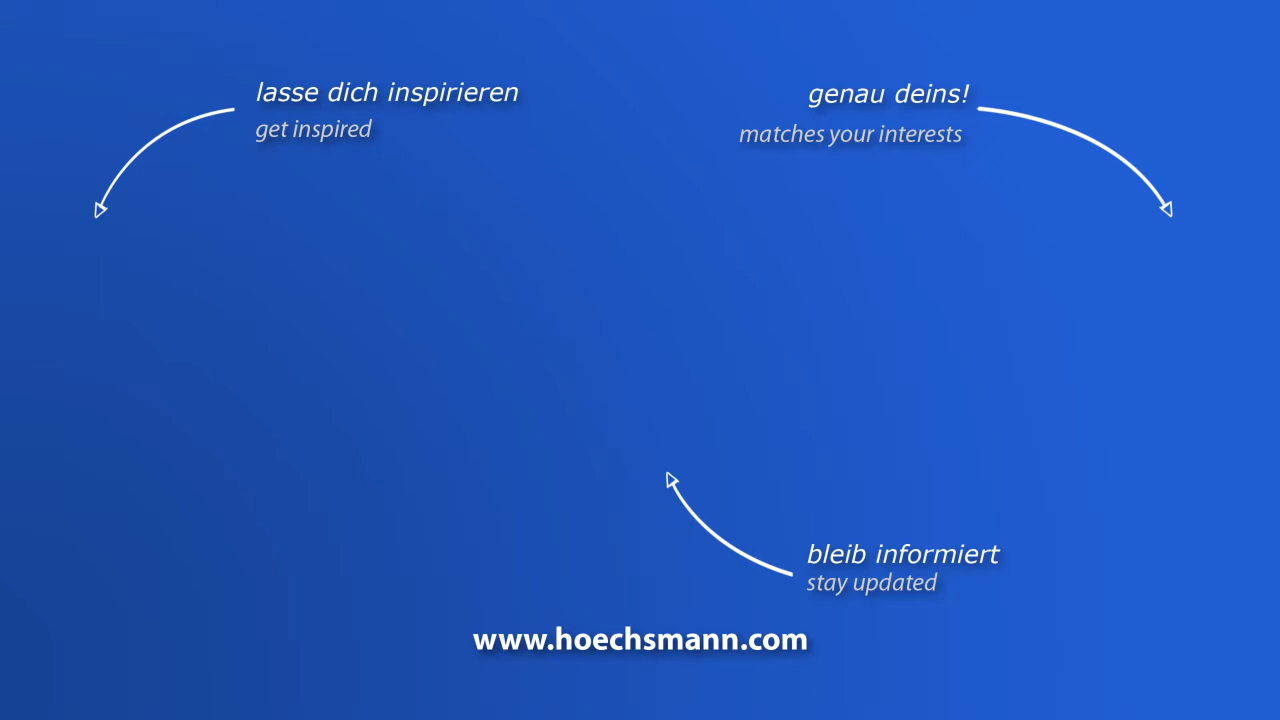 lasse dich inspirieren
get inspired
genau deins!
matches your interests
bleib informiert
stay updated
www.hoechsmann.com